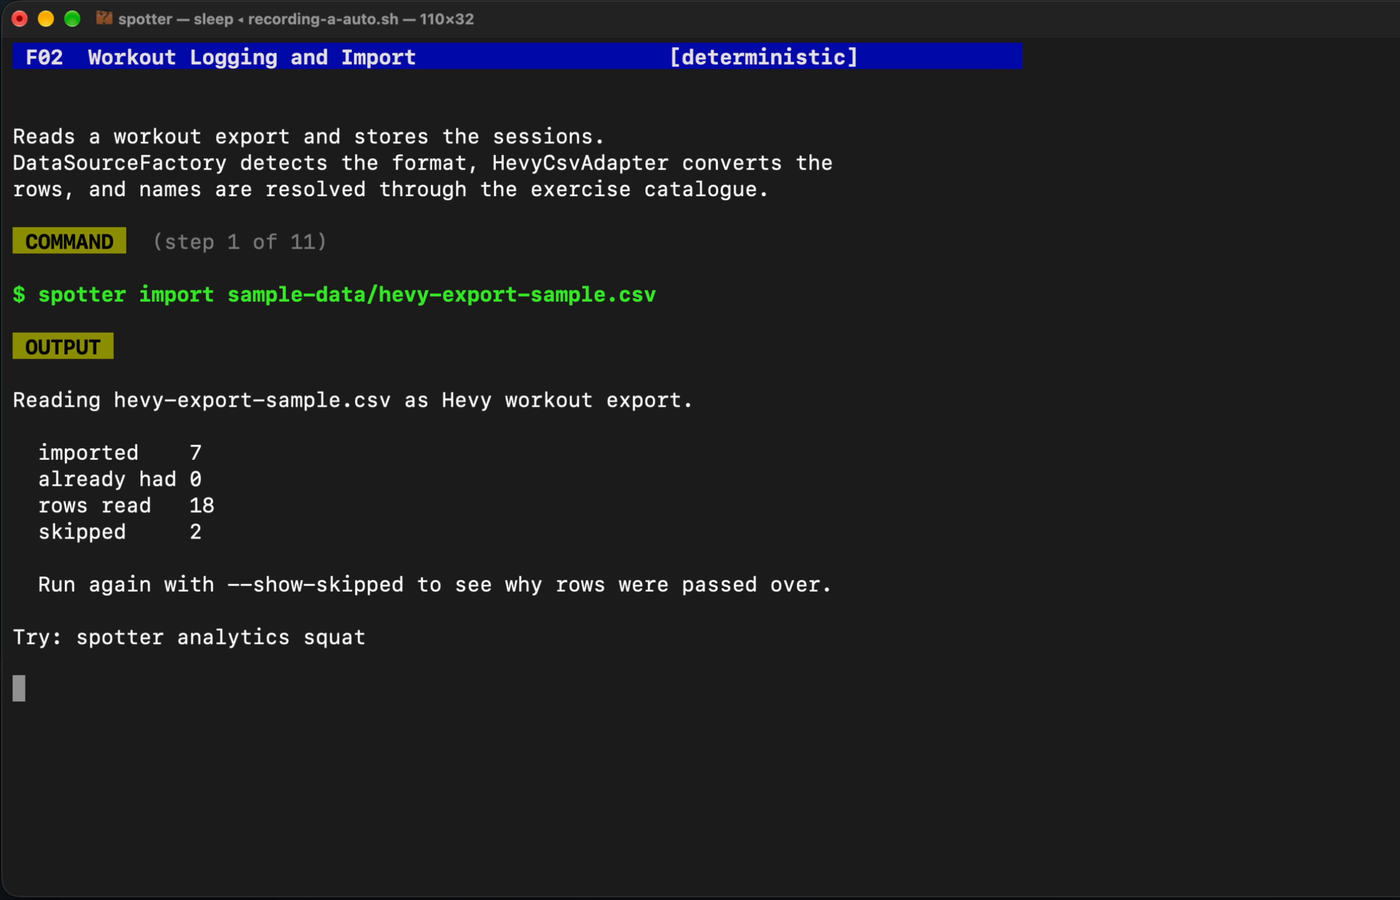 spotter — sleep ◂ recording-a-auto.sh — 110×32
F02  Workout Logging and Import                    [deterministic]
Reads a workout export and stores the sessions.
DataSourceFactory detects the format, HevyCsvAdapter converts the
rows, and names are resolved through the exercise catalogue.
COMMAND  (step 1 of 11)
$ spotter import sample-data/hevy-export-sample.csv
OUTPUT
Reading hevy-export-sample.csv as Hevy workout export.
imported    7
already had 0
rows read   18
skipped     2
Run again with --show-skipped to see why rows were passed over.
Try: spotter analytics squat